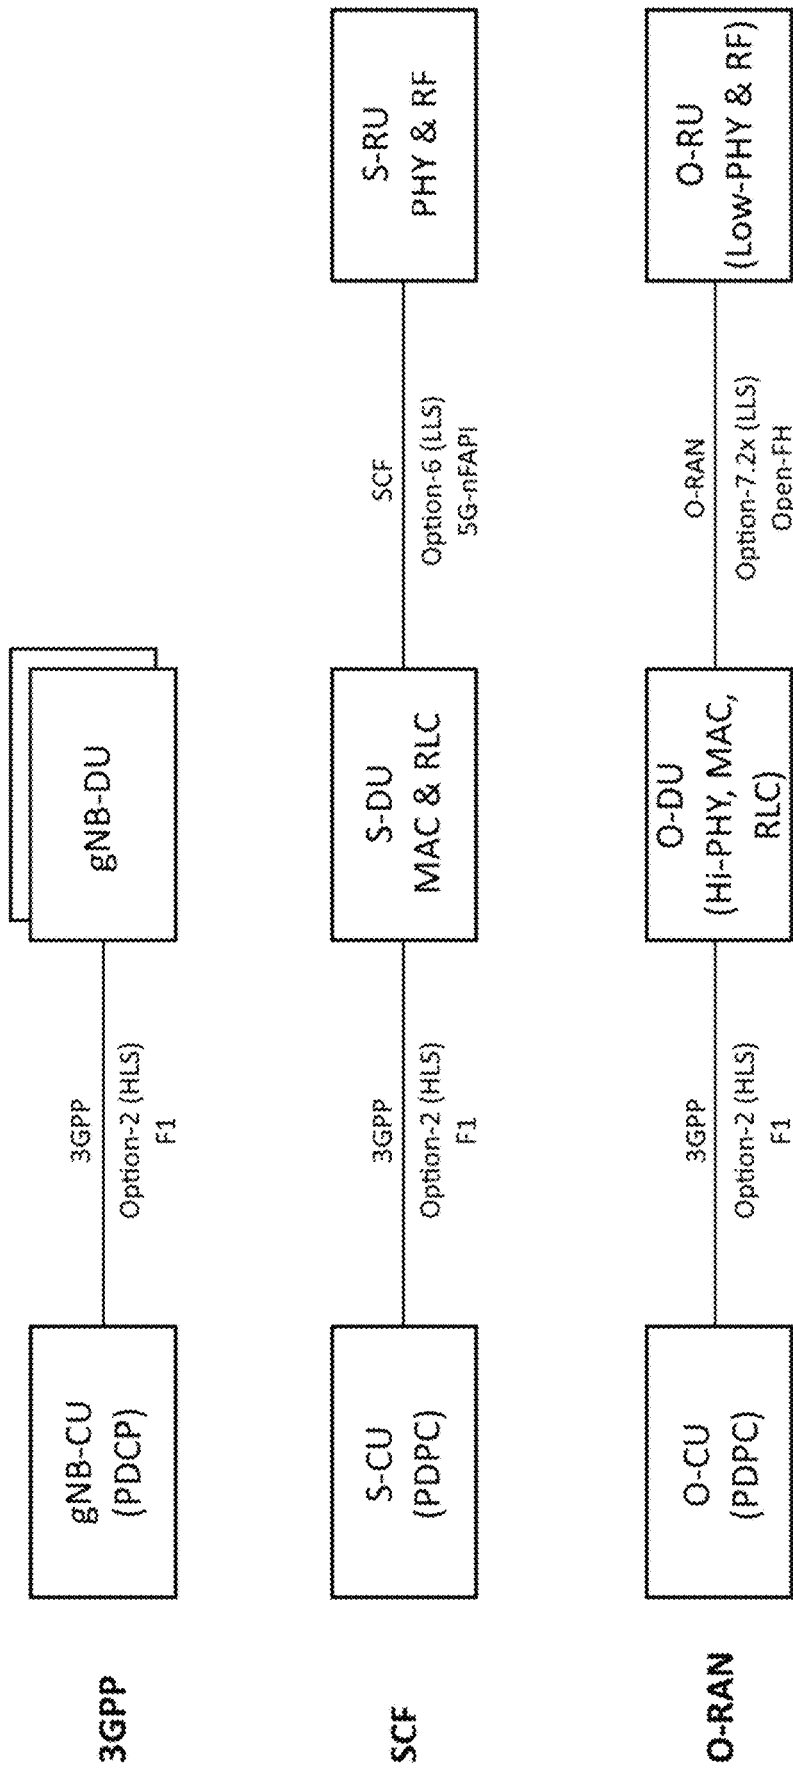 3GPP
gNB-CU
(PDCP)
3GPP
Option-2 (HLS)
F1
gNB-DU
SCF
S-CU
(PDPC)
3GPP
Option-2 (HLS)
F1
S-DU
MAC & RLC
SCF
Option-6 (LLS)
5G-nFAPI
S-RU
PHY & RF
O-RAN
O-CU
(PDPC)
3GPP
Option-2 (HLS)
F1
O-DU
(Hi-PHY, MAC,
RLC)
O-RAN
Option-7.2x (LLS)
Open-FH
O-RU
(Low-PHY & RF)